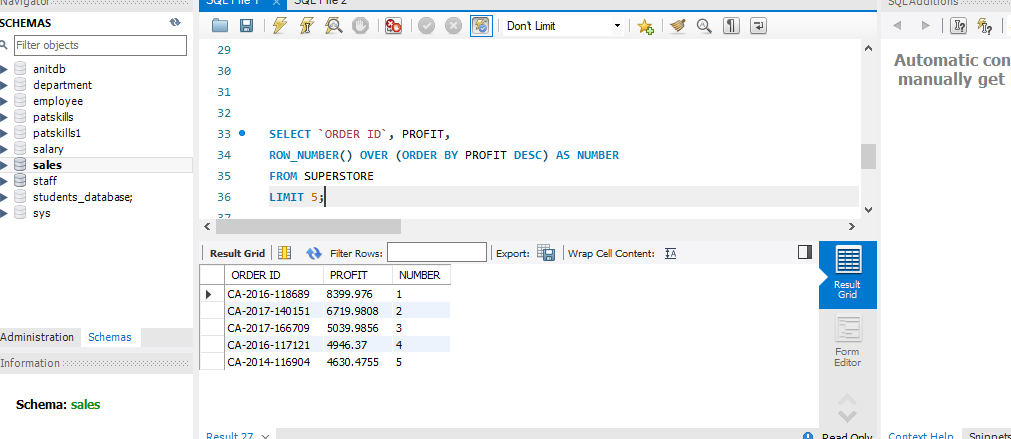 Navigator
SQL File 1 × SQL File 2
SQLAdditions
SCHEMAS
Filter objects
anitdb
department
employee
patskills
patskills1
salary
sales
staff
students_database;
sys
Administration Schemas
Information
Schema: sales
Don't Limit
29
30
31
32
33 SELECT `ORDER ID`, PROFIT,
34 ROW_NUMBER() OVER (ORDER BY PROFIT DESC) AS NUMBER
35 FROM SUPERSTORE
36 LIMIT 5;
37
Result Grid Filter Rows: Export: Wrap Cell Content: IA
ORDER ID PROFIT NUMBER
CA-2016-118689 8399.976 1
CA-2017-140151 6719.9808 2
CA-2017-166709 5039.9856 3
CA-2016-117121 4946.37 4
CA-2014-116904 4630.4755 5
Result
Grid
Form
Editor
Result 27
Read Only
Automatic con
manually get
Context Help Snippets